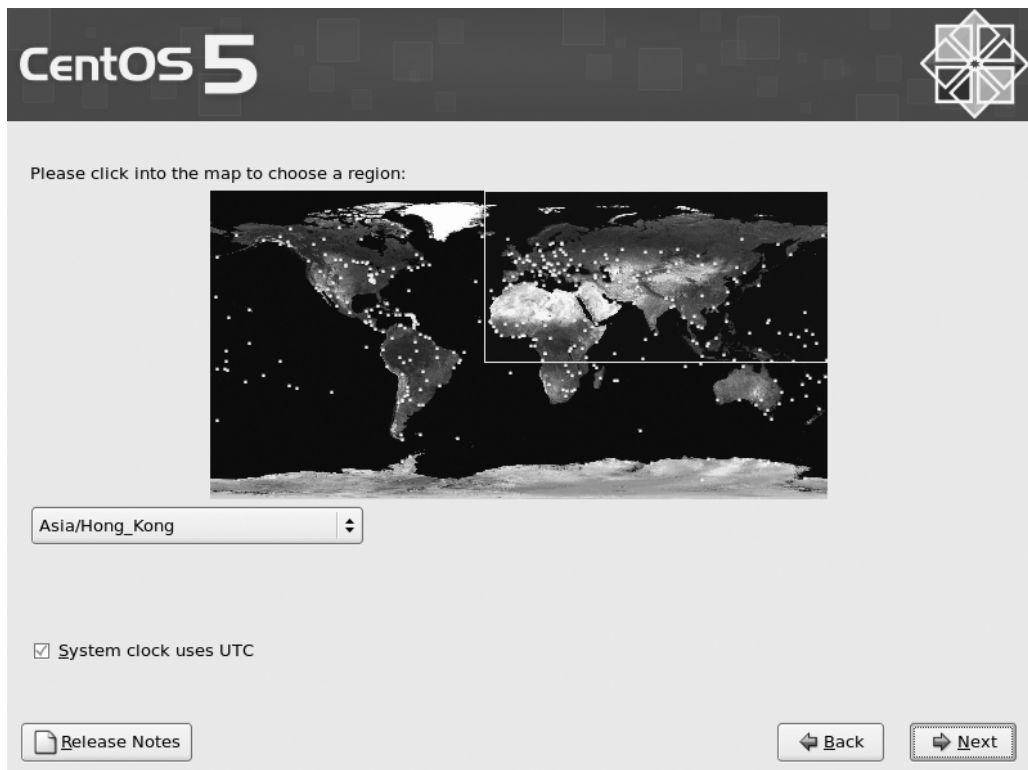 CentOS 5
Please click into the map to choose a region:
Asia/Hong_Kong
System clock uses UTC
Release Notes
Back
Next